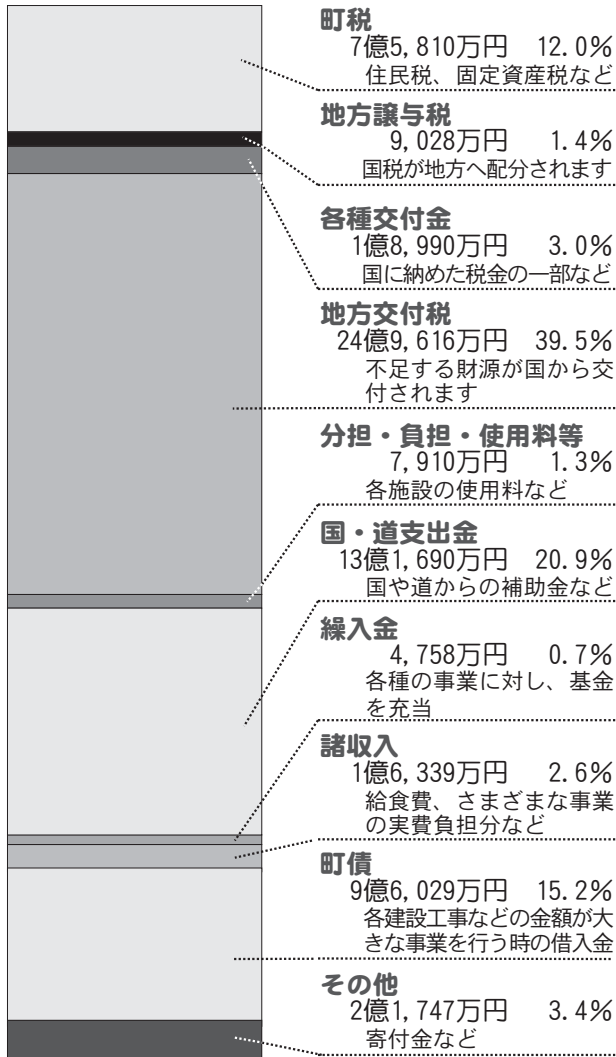 町税
7億5,810万円 12.0%
住民税、固定資産税など
地方譲与税
9,028万円 1.4%
国税が地方へ配分されます
各種交付金
1億8,990万円 3.0%
国に納めた税金の一部など
地方交付税
24億9,616万円 39.5%
不足する財源が国から交
付されます
分担・負担・使用料等
7,910万円 1.3%
各施設の使用料など
国・道支出金
13億1,690万円 20.9%
国や道からの補助金など
繰入金
4,758万円 0.7%
各種の事業に対し、基金
を充当
諸収入
1億6,339万円 2.6%
給食費、さまざまな事業
の実費負担分など
町債
9億6,029万円 15.2%
各建設工事などの金額が大
きな事業を行う時の借入金
その他
2億1,747万円 3.4%
寄付金など